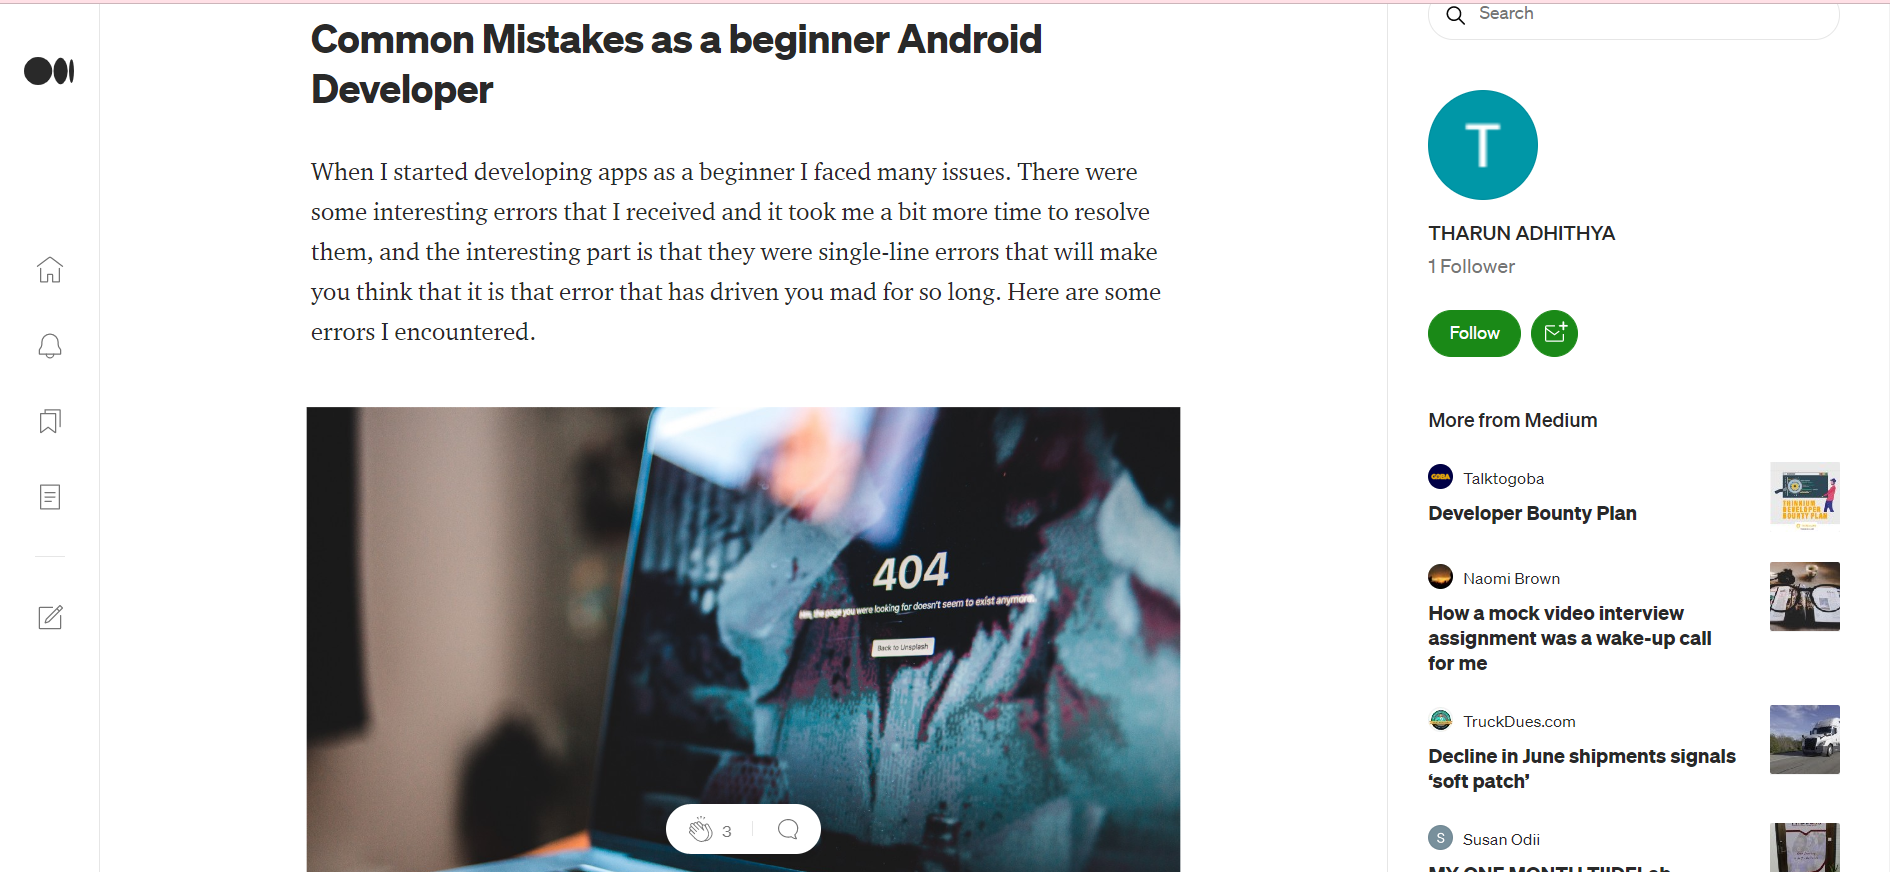 Common Mistakes as a beginner Android
Developer
When I started developing apps as a beginner I faced many issues. There were
some interesting errors that I received and it took me a bit more time to resolve
them, and the interesting part is that they were single-line errors that will make
you think that it is that error that has driven you mad for so long. Here are some
errors I encountered.
404
Hm, the page you were looking for doesn't seem to exist anymore.
Back to Unsplash
3
Search
T
THARUN ADHITHYA
1 Follower
Follow
More from Medium
GOBA
Talktogoba
Developer Bounty Plan
DEVELOPER
BOUNTY PLAN
Naomi Brown
How a mock video interview
assignment was a wake-up call
for me
TruckDues.com
Decline in June shipments signals
‘soft patch’
S
Susan Odii